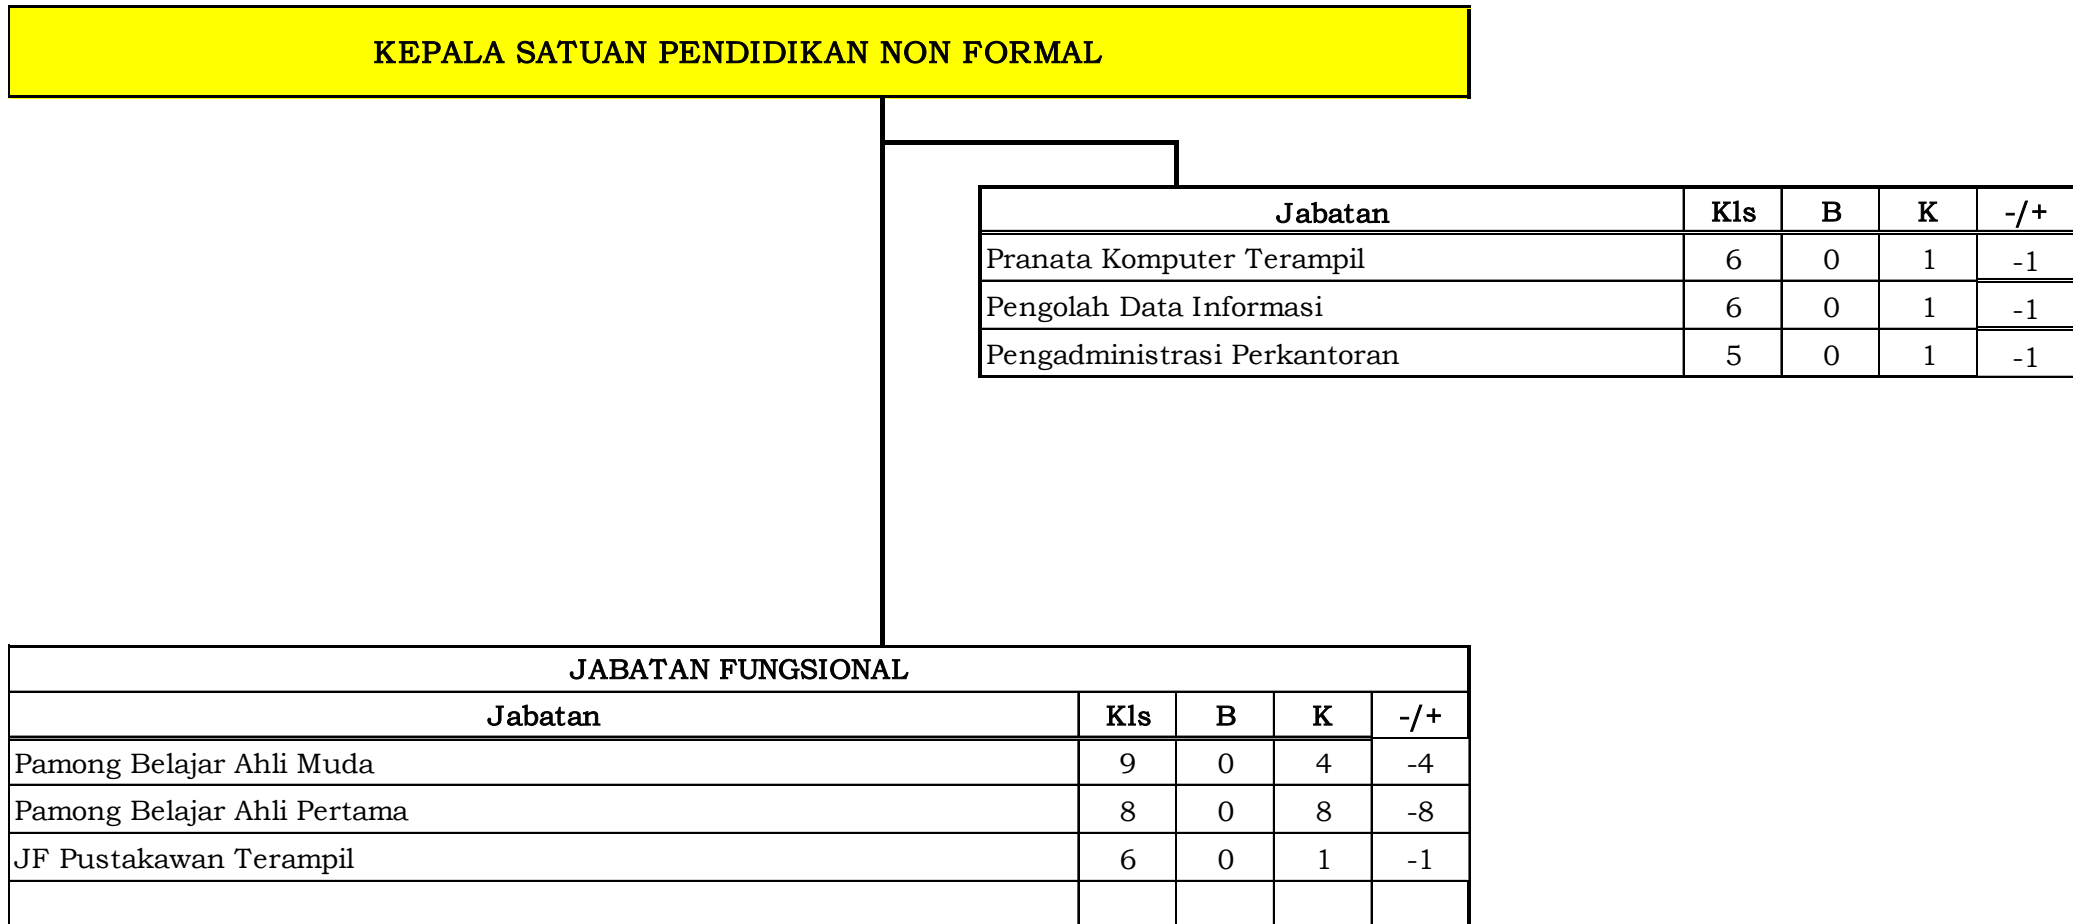 KEPALA SATUAN PENDIDIKAN NON FORMAL
Jabatan Kls B K -/+
Pranata Komputer Terampil 6 0 1 -1
Pengolah Data Informasi 6 0 1 -1
Pengadministrasi Perkantoran 5 0 1 -1
JABATAN FUNGSIONAL
Jabatan Kls B K -/+
Pamong Belajar Ahli Muda 9 0 4 -4
Pamong Belajar Ahli Pertama 8 0 8 -8
JF Pustakawan Terampil 6 0 1 -1